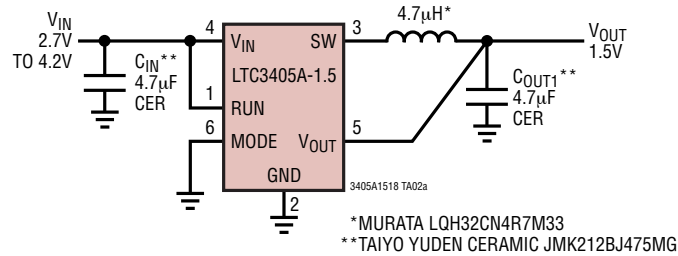 VIN
2.7V
TO 4.2V
CIN**
4.7µF
CER
4
VIN
LTC3405A-1.5
1
RUN
6
MODE
GND
2
SW
3
4.7µH*
VOUT
5
VOUT
1.5V
COUT1**
4.7µF
CER
3405A1518 TA02a
*MURATA LQH32CN4R7M33
**TAIYO YUDEN CERAMIC JMK212BJ475MG